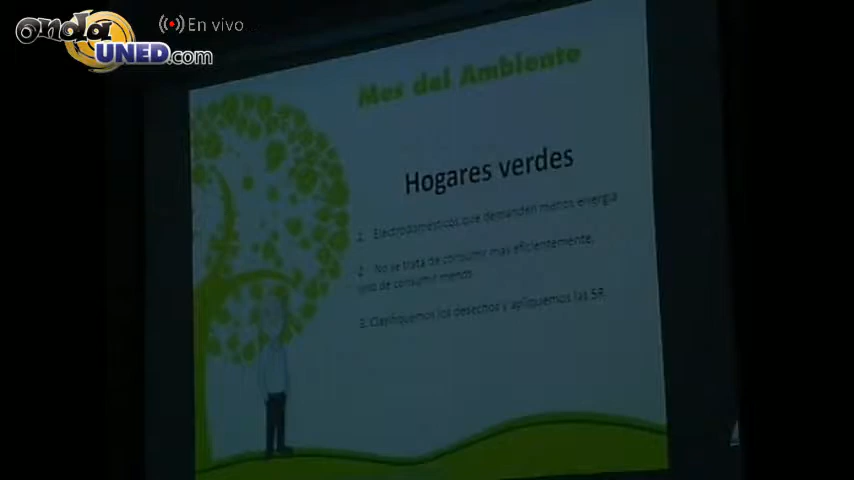 onda UNED.com
En vivo
Mes del Ambiente
Hogares verdes
1. Electrodomésticos que demanden menos energía
2. No se trata de consumir mas eficientemente,
sino de consumir menos.
3. Clasifiquemos los desechos y apliquemos las 5R.